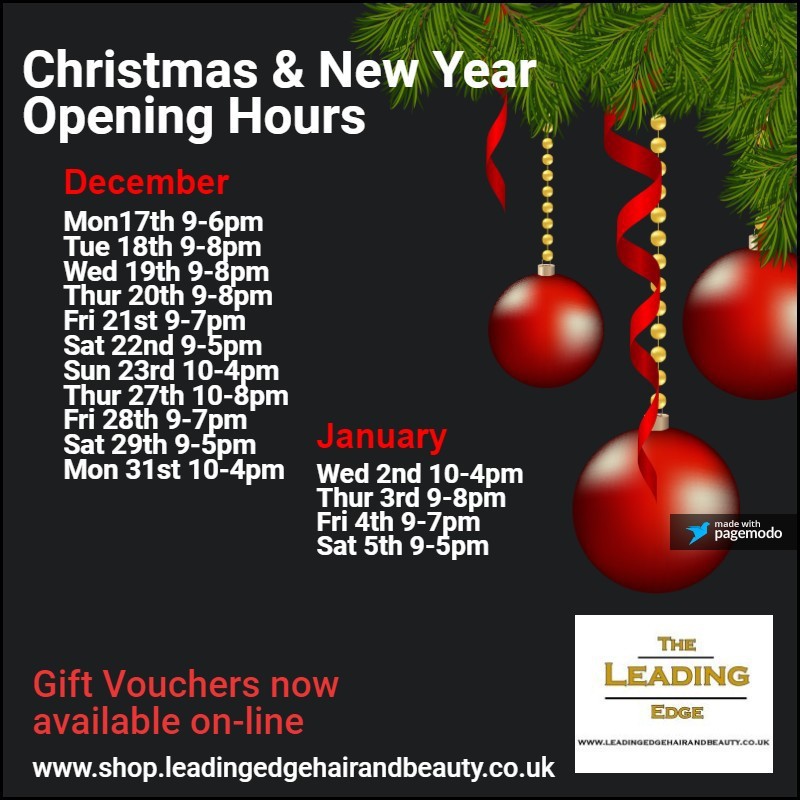 Christmas & New Year
Opening Hours
December
Mon17th 9-6pm
Tue 18th 9-8pm
Wed 19th 9-8pm
Thur 20th 9-8pm
Fri 21st 9-7pm
Sat 22nd 9-5pm
Sun 23rd 10-4pm
Thur 27th 10-8pm
Fri 28th 9-7pm
Sat 29th 9-5pm
Mon 31st 10-4pm
January
Wed 2nd 10-4pm
Thur 3rd 9-8pm
Fri 4th 9-7pm
Sat 5th 9-5pm
made with
pagemodo
Gift Vouchers now
available on-line
www.shop.leadingedgehairandbeauty.co.uk
THE
LEADING
EDGE
WWW.LEADINGEDGEHAIRANDBEAUTY.CO.UK